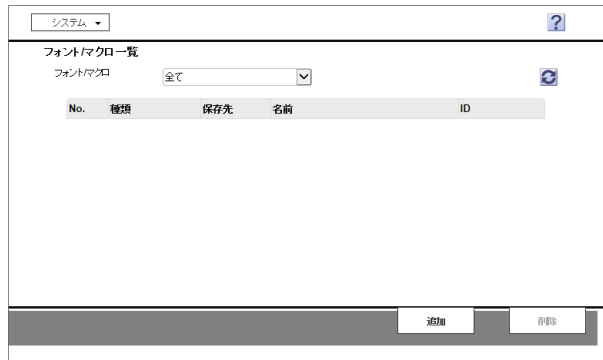 システム ▼ ?
フォント/マクロ一覧
フォント/マクロ 全て
No. 種類 保存先 名前 ID
追加 削除